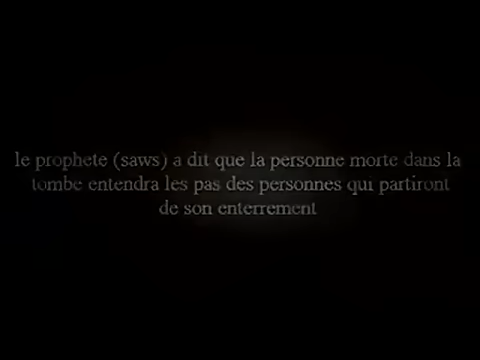 le prophete (saws) a dit que la personne morte dans la
tombe entendra les pas des personnes qui partiront
de son enterrement